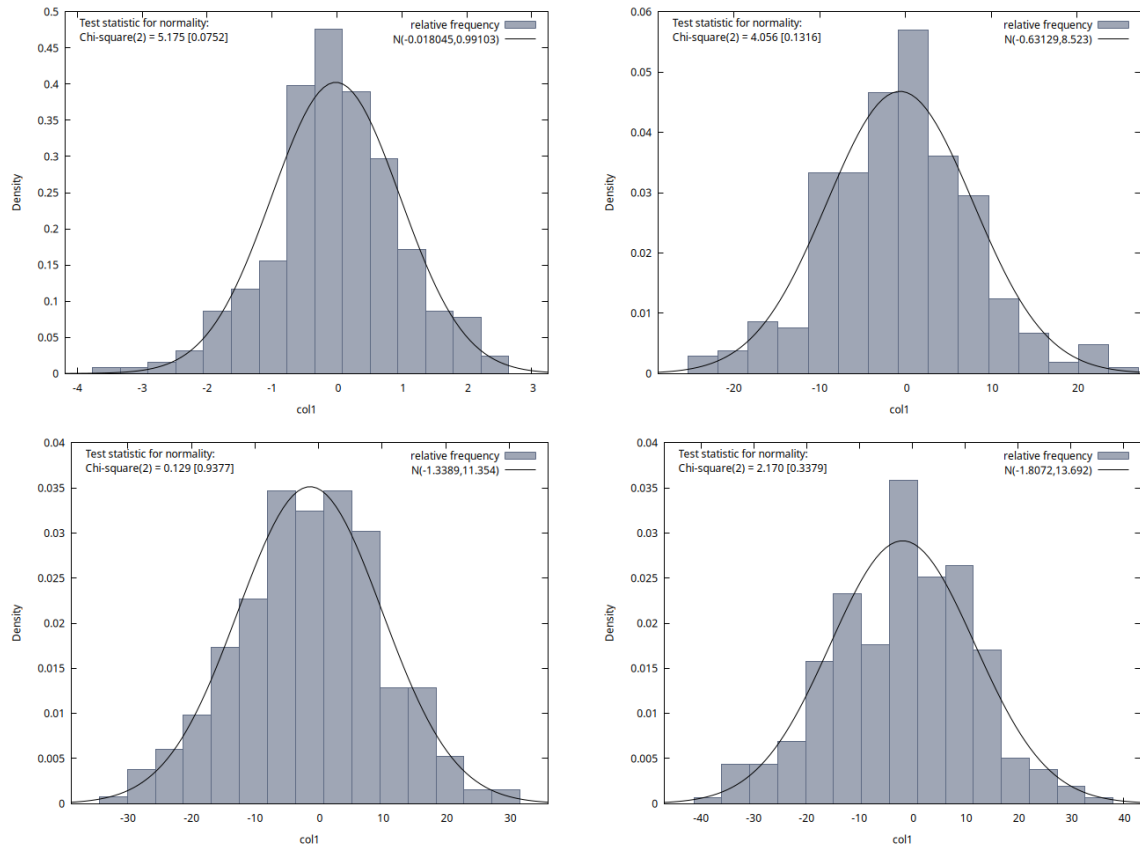 Test statistic for normality:
Chi-square(2) = 5.175 [0.0752]
relative frequency
N(-0.018045,0.99103)
0.5
0.45
0.4
0.35
0.3
0.25
0.2
0.15
0.1
0.05
0
Density
-4
-3
-2
-1
0
1
2
3
col1
Test statistic for normality:
Chi-square(2) = 4.056 [0.1316]
relative frequency
N(-0.63129,8.523)
0.06
0.05
0.04
0.03
0.02
0.01
0
Density
-20
-10
0
10
20
col1
Test statistic for normality:
Chi-square(2) = 0.129 [0.9377]
relative frequency
N(-1.3389,11.354)
0.04
0.035
0.03
0.025
0.02
0.015
0.01
0.005
0
Density
-30
-20
-10
0
10
20
30
col1
Test statistic for normality:
Chi-square(2) = 2.170 [0.3379]
relative frequency
N(-1.8072,13.692)
0.04
0.035
0.03
0.025
0.02
0.015
0.01
0.005
0
Density
-40
-30
-20
-10
0
10
20
30
40
col1